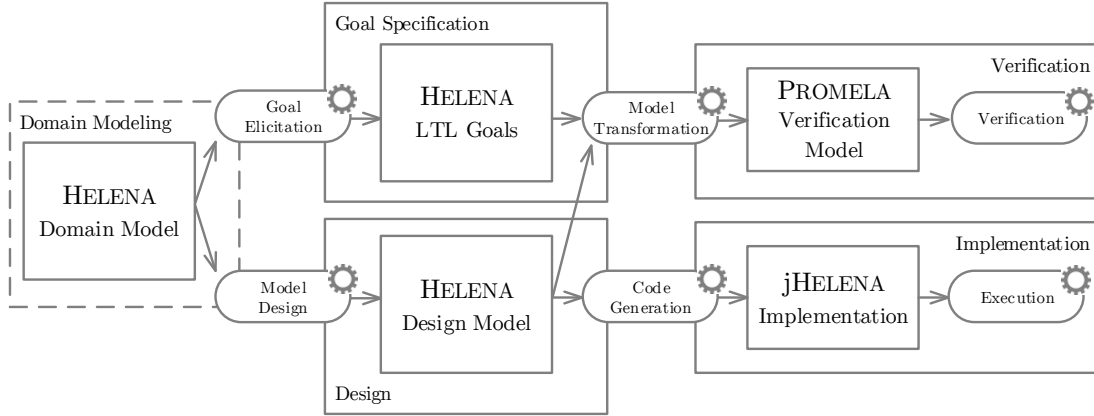 Goal Specification
HELENA
LTL Goals
Verification
PROMELA
Verification
Model
Verification
Goal
Elicitation
Model
Transformation
Domain Modeling
HELENA
Domain Model
Model
Design
HELENA
Design Model
Design
Code
Generation
Implementation
jHELENA
Implementation
Execution